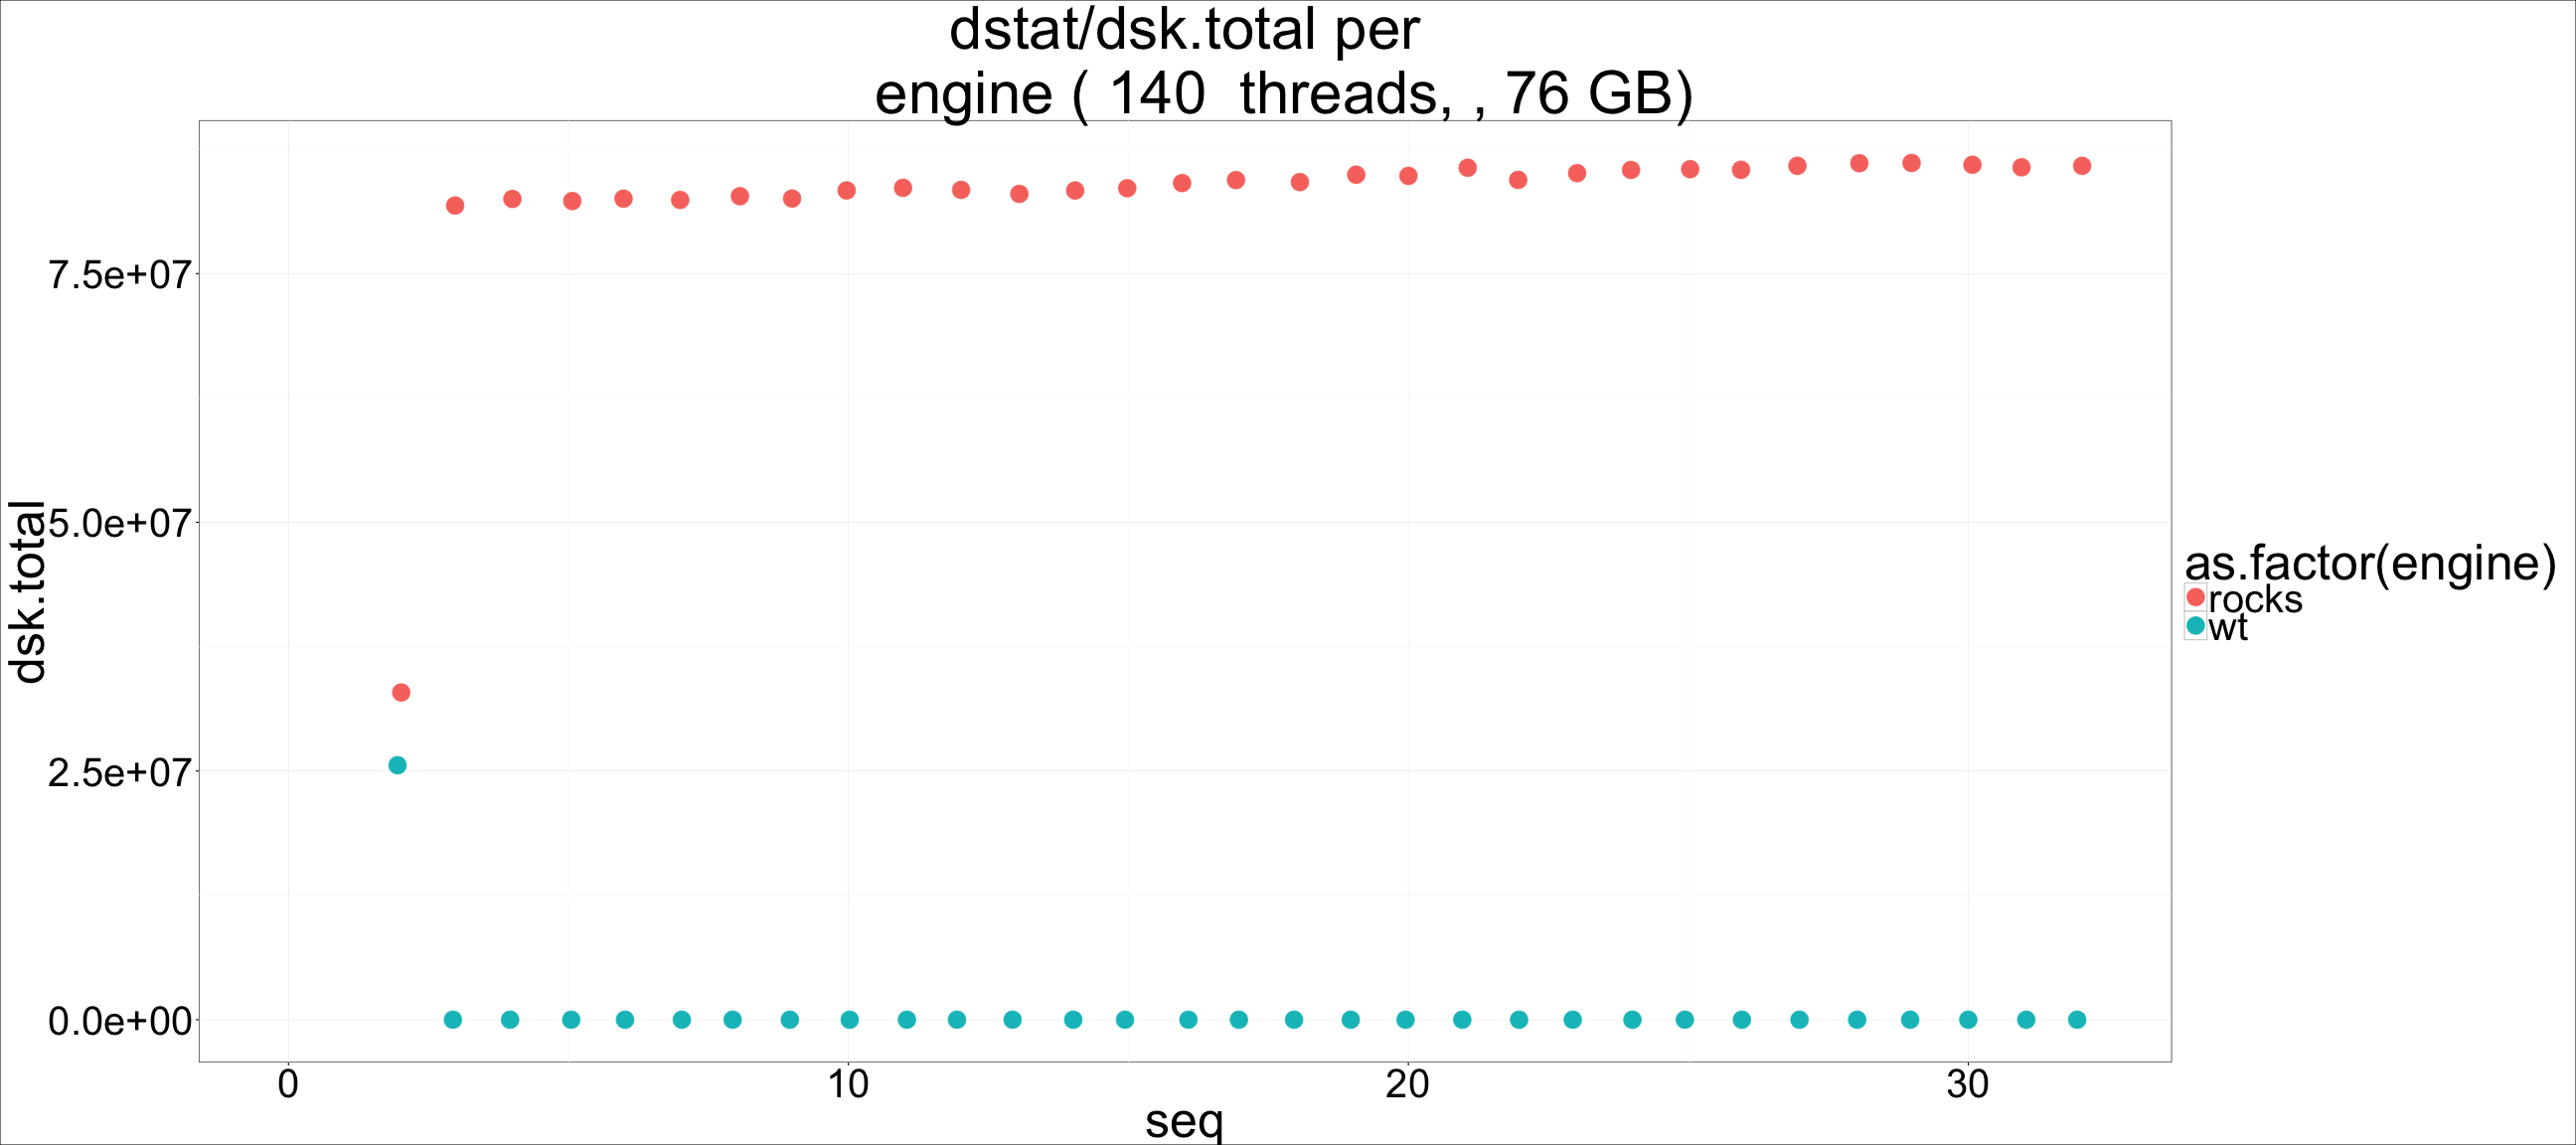 dstat/dsk.total per
engine ( 140  threads, , 76 GB)
dsk.total
7.5e+07
5.0e+07
2.5e+07
0.0e+00
0
10
20
30
seq
as.factor(engine)
rocks
wt